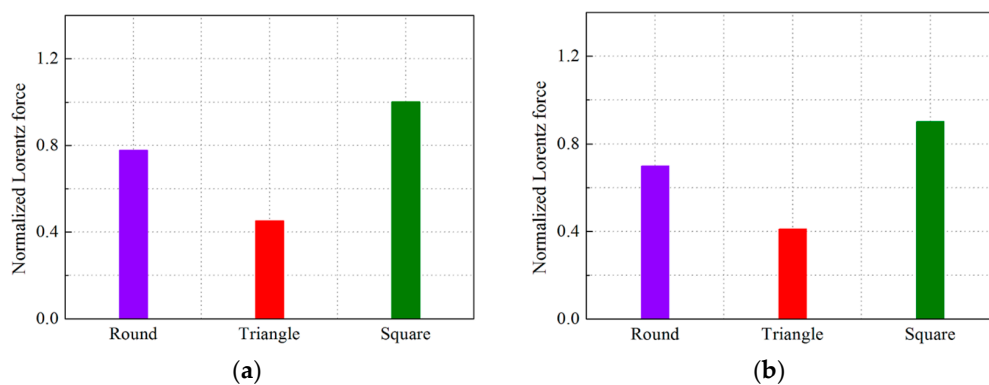 Normalized Lorentz force
1.2
0.8
0.4
0.0
Round Triangle Square
(a)
Normalized Lorentz force
1.2
0.8
0.4
0.0
Round Triangle Square
(b)